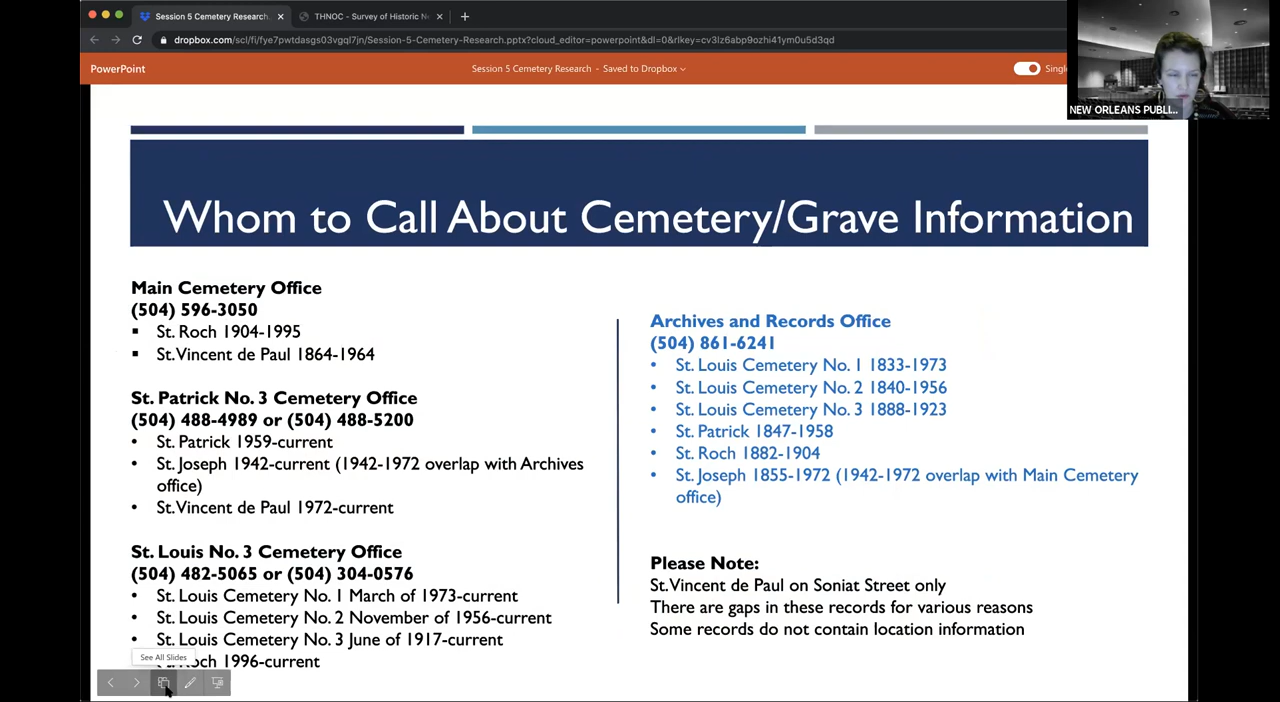 Session 5 Cemetery Research.
THNOC - Survey of Historic N
dropbox.com/scl/fi/fye7pwtdasgs03vgql7jn/Session-5-Cemetery-Research.pptx?cloud_editor=powerpoint&dl=0&rlkey=cv3lz6abp9ozhi41ym0u5d3qd
PowerPoint
Session 5 Cemetery Research - Saved to Dropbox
Singl
NEW ORLEANS PUBLI...
Whom to Call About Cemetery/Grave Information
Main Cemetery Office
(504) 596-3050
St. Roch 1904-1995
St. Vincent de Paul 1864-1964
St. Patrick No. 3 Cemetery Office
(504) 488-4989 or (504) 488-5200
• St. Patrick 1959-current
• St. Joseph 1942-current (1942-1972 overlap with Archives
office)
• St. Vincent de Paul 1972-current
St. Louis No. 3 Cemetery Office
(504) 482-5065 or (504) 304-0576
• St. Louis Cemetery No. 1 March of 1973-current
• St. Louis Cemetery No. 2 November of 1956-current
• St. Louis Cemetery No. 3 June of 1917-current
Roch 1996-current
See All Slides
Archives and Records Office
(504) 861-6241
• St. Louis Cemetery No. 1 1833-1973
• St. Louis Cemetery No. 2 1840-1956
• St. Louis Cemetery No. 3 1888-1923
• St. Patrick 1847-1958
• St. Roch 1882-1904
• St. Joseph 1855-1972 (1942-1972 overlap with Main Cemetery
office)
Please Note:
St. Vincent de Paul on Soniat Street only
There are gaps in these records for various reasons
Some records do not contain location information